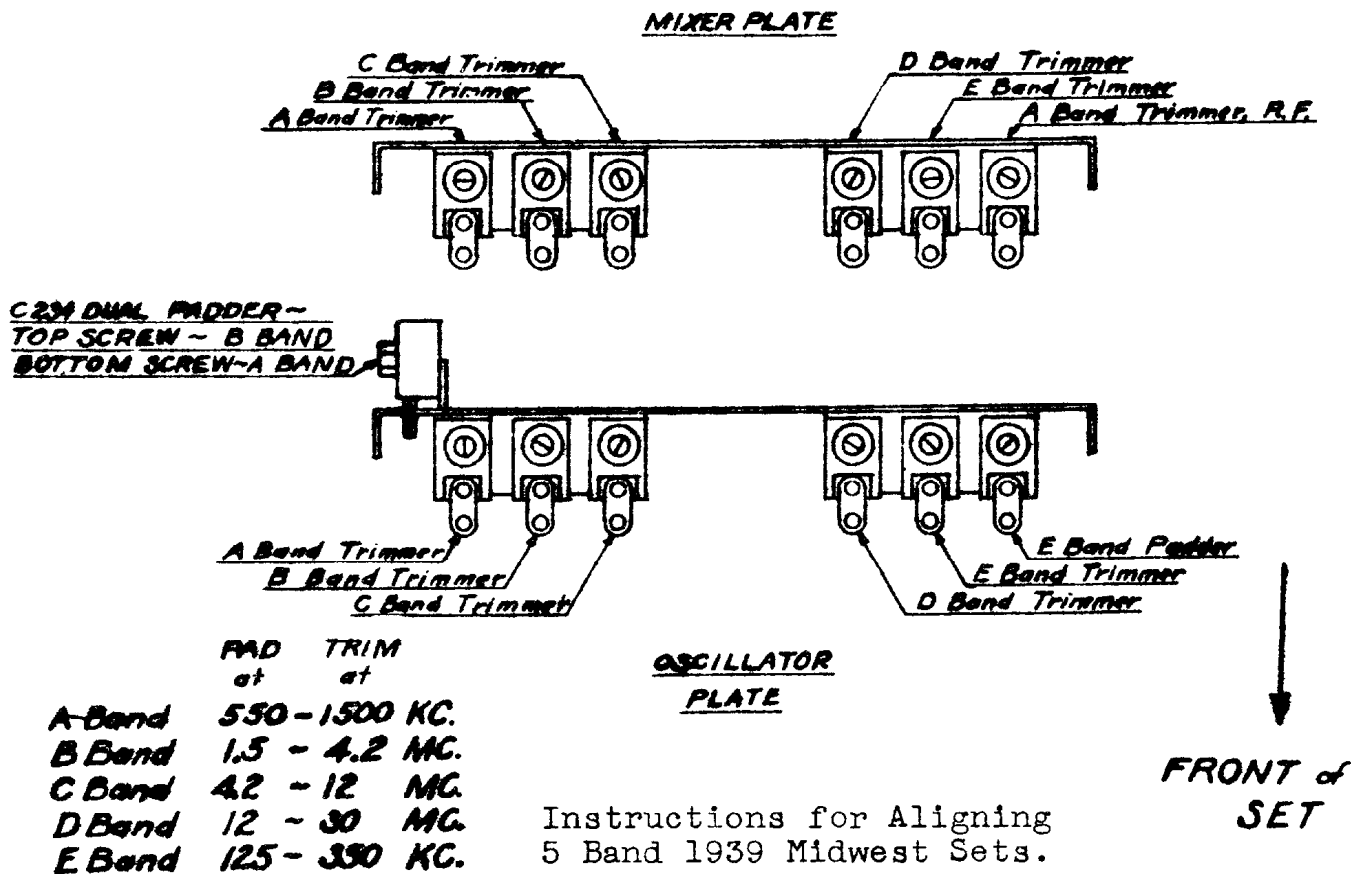 MIXER PLATE
C Band Trimmer
B Band Trimmer
A Band Trimmer
D Band Trimmer
E Band Trimmer
A Band Trimmer, R.F.
C234 DUAL PADDER~
TOP SCREW ~ B BAND
BOTTOM SCREW~A BAND
A Band Trimmer
B Band Trimmer
C Band Trimmer
E Band Padder
E Band Trimmer
D Band Trimmer
OSCILLATOR
PLATE
PAD TRIM
at at
A Band 550-1500 KC.
B Band 1.5 ~ 4.2 MC.
C Band 4.2 ~ 12 MC.
D Band 12 ~ 30 MC.
E Band 125- 350 KC.
Instructions for Aligning
5 Band 1939 Midwest Sets.
FRONT of
SET